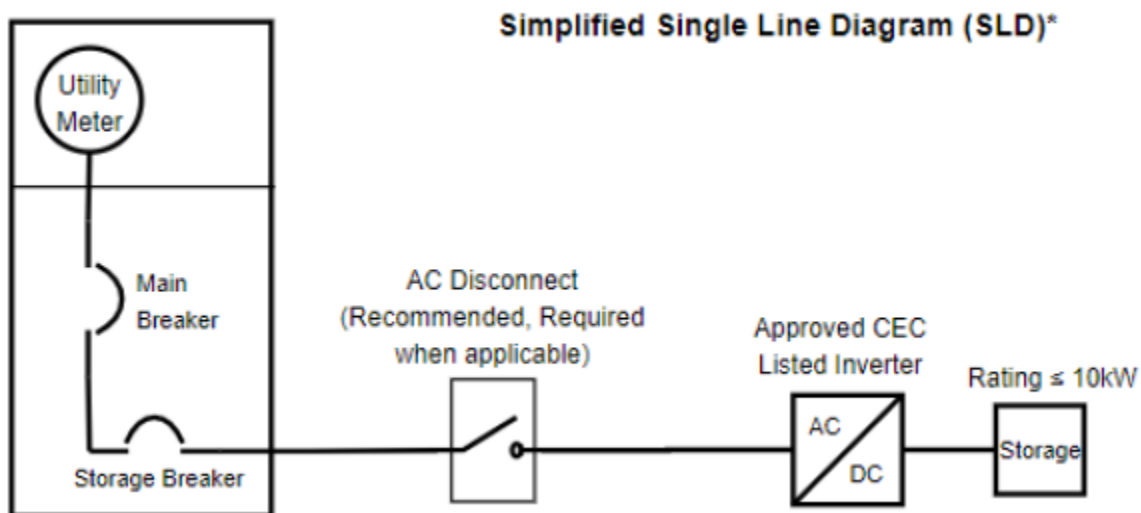 Simplified Single Line Diagram (SLD)*
Utility
Meter
Main
Breaker
Storage Breaker
AC Disconnect
(Recommended, Required
when applicable)
Approved CEC
Listed Inverter
AC
DC
Rating ≤ 10kW
Storage